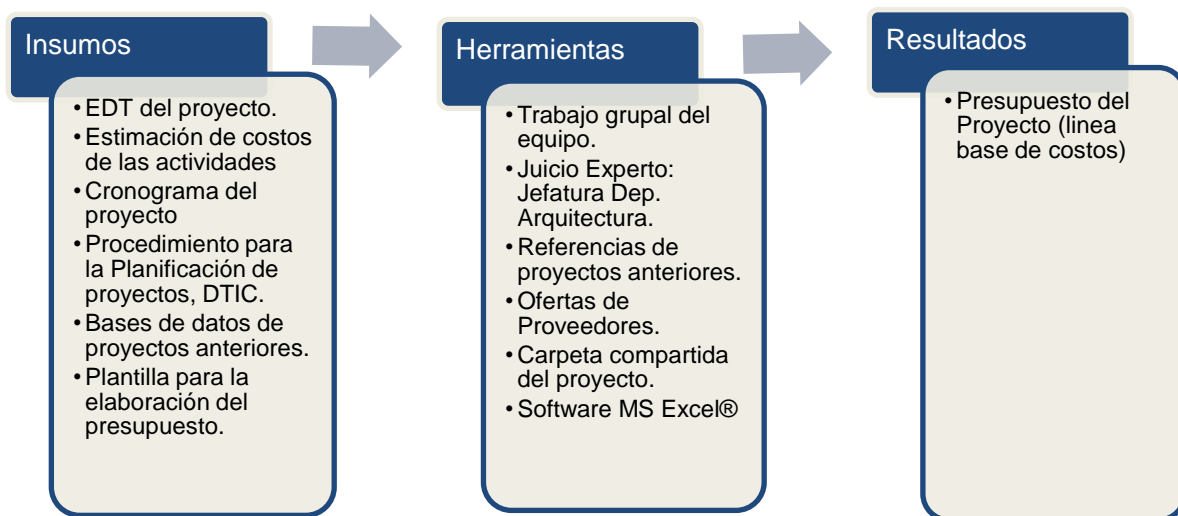 Insumos
• EDT del proyecto.
• Estimación de costos
de las actividades
• Cronograma del
proyecto
• Procedimiento para
la Planificación de
proyectos, DTIC.
• Bases de datos de
proyectos anteriores.
• Plantilla para la
elaboración del
presupuesto.
Herramientas
• Trabajo grupal del
equipo.
• Juicio Experto:
Jefatura Dep.
Arquitectura.
• Referencias de
proyectos anteriores.
• Ofertas de
Proveedores.
• Carpeta compartida
del proyecto.
• Software MS Excel®
Resultados
• Presupuesto del
Proyecto (linea
base de costos)